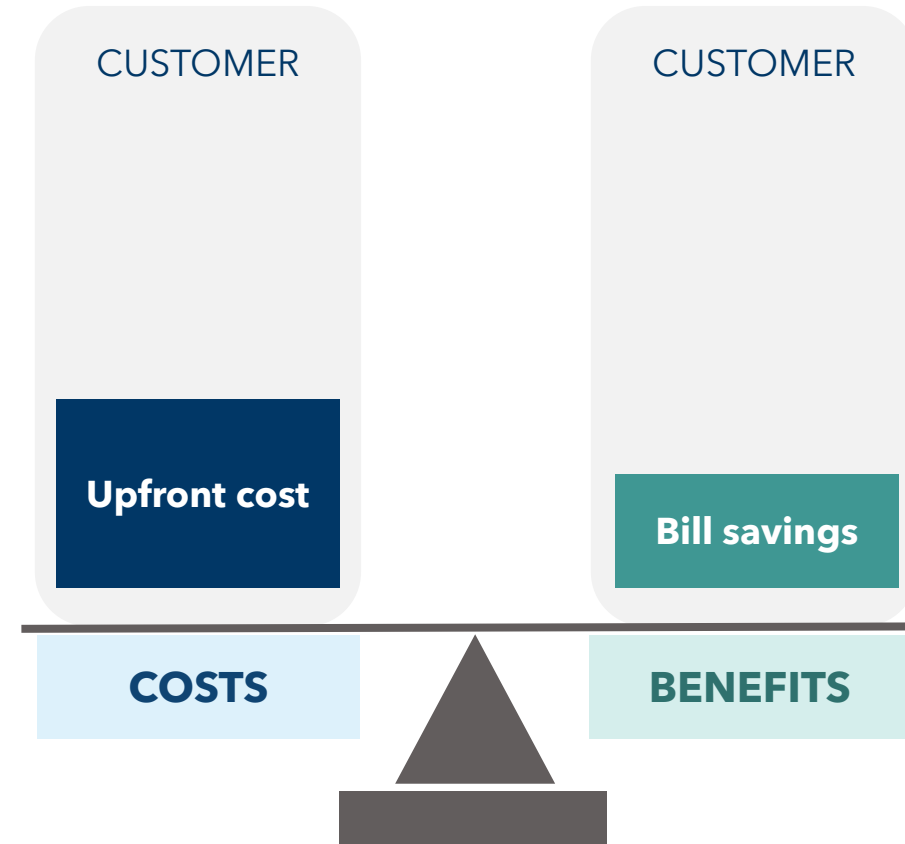 CUSTOMER
CUSTOMER
Upfront cost
Bill savings
COSTS
BENEFITS